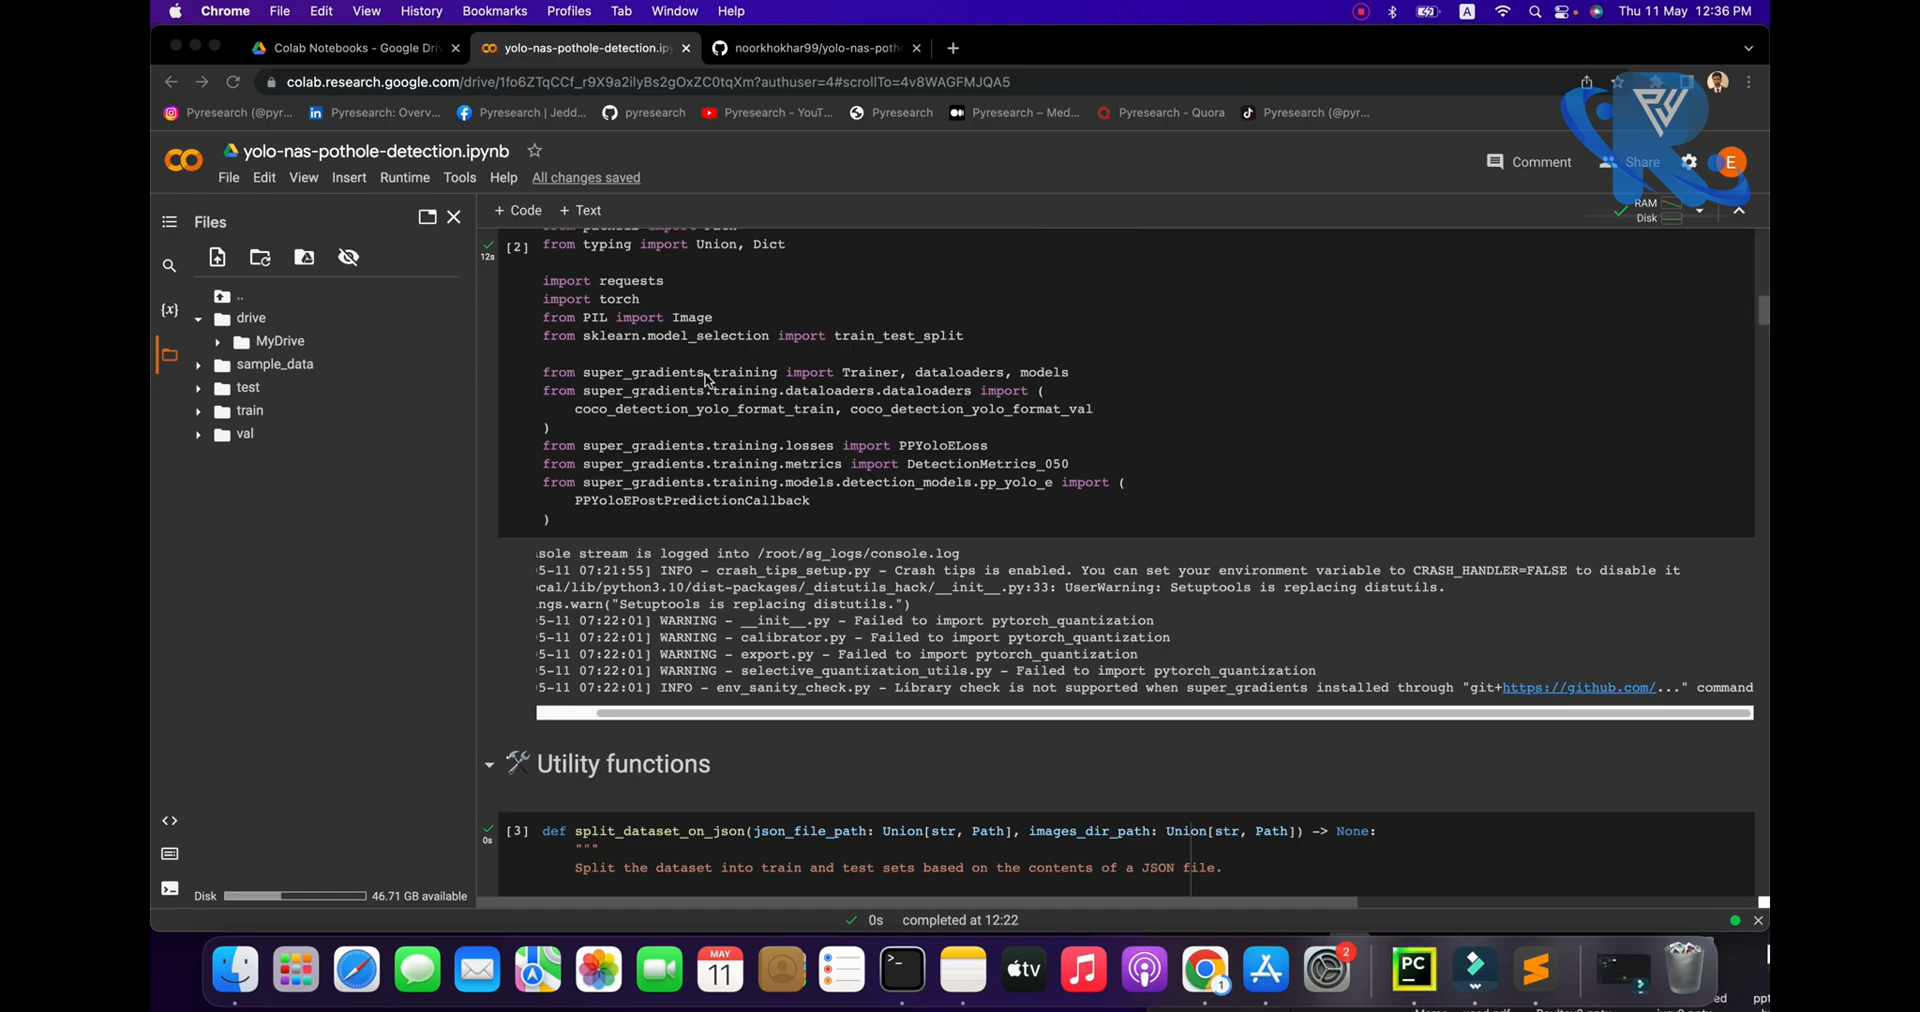 Chrome File Edit View History Bookmarks Profiles Tab Window Help
A
Thu 11 May 12:36 PM
Colab Notebooks - Google Dri
yolo-nas-pothole-detection.ip
noorkhokhar99/yolo-nas-poth
colab.research.google.com/drive/1fo6ZTqCCf_r9X9a2ilyBs2gOxZC0tqXm?authuser=4#scrollTo=4v8WAGFMJQA5
Pyresearch (@pyr...
Pyresearch: Overv...
Pyresearch | Jedd...
pyresearch
Pyresearch - YouT...
Pyresearch
Pyresearch – Med...
Pyresearch - Quora
Pyresearch (@pyr...
yolo-nas-pothole-detection.ipynb
Comment
Share
E
File Edit View Insert Runtime Tools Help All changes saved
Files
+ Code + Text
RAM
Disk
..
drive
MyDrive
sample_data
test
train
val
12s
[2] from typing import Union, Dict
import requests
import torch
from PIL import Image
from sklearn.model_selection import train_test_split
from super_gradients.training import Trainer, dataloaders, models
from super_gradients.training.dataloaders.dataloaders import (
coco_detection_yolo_format_train, coco_detection_yolo_format_val
)
from super_gradients.training.losses import PPYoloELoss
from super_gradients.training.metrics import DetectionMetrics_050
from super_gradients.training.models.detection_models.pp_yolo_e import (
PPYoloEPostPredictionCallback
)
sole stream is logged into /root/sg_logs/console.log
5-11 07:21:55] INFO - crash_tips_setup.py - Crash tips is enabled. You can set your environment variable to CRASH_HANDLER=FALSE to disable it
ocal/lib/python3.10/dist-packages/_distutils_hack/__init__.py:33: UserWarning: Setuptools is replacing distutils.
ngs.warn("Setuptools is replacing distutils.")
5-11 07:22:01] WARNING - __init__.py - Failed to import pytorch_quantization
5-11 07:22:01] WARNING - calibrator.py - Failed to import pytorch_quantization
5-11 07:22:01] WARNING - export.py - Failed to import pytorch_quantization
5-11 07:22:01] WARNING - selective_quantization_utils.py - Failed to import pytorch_quantization
5-11 07:22:01] INFO - env_sanity_check.py - Library check is not supported when super_gradients installed through "git+https://github.com/..." command
Utility functions
0s
[3] def split_dataset_on_json(json_file_path: Union[str, Path], images_dir_path: Union[str, Path]) -> None:
"""
Split the dataset into train and test sets based on the contents of a JSON file.
Disk 46.71 GB available
0s completed at 12:22
MAY
11
tv
1
2
PC